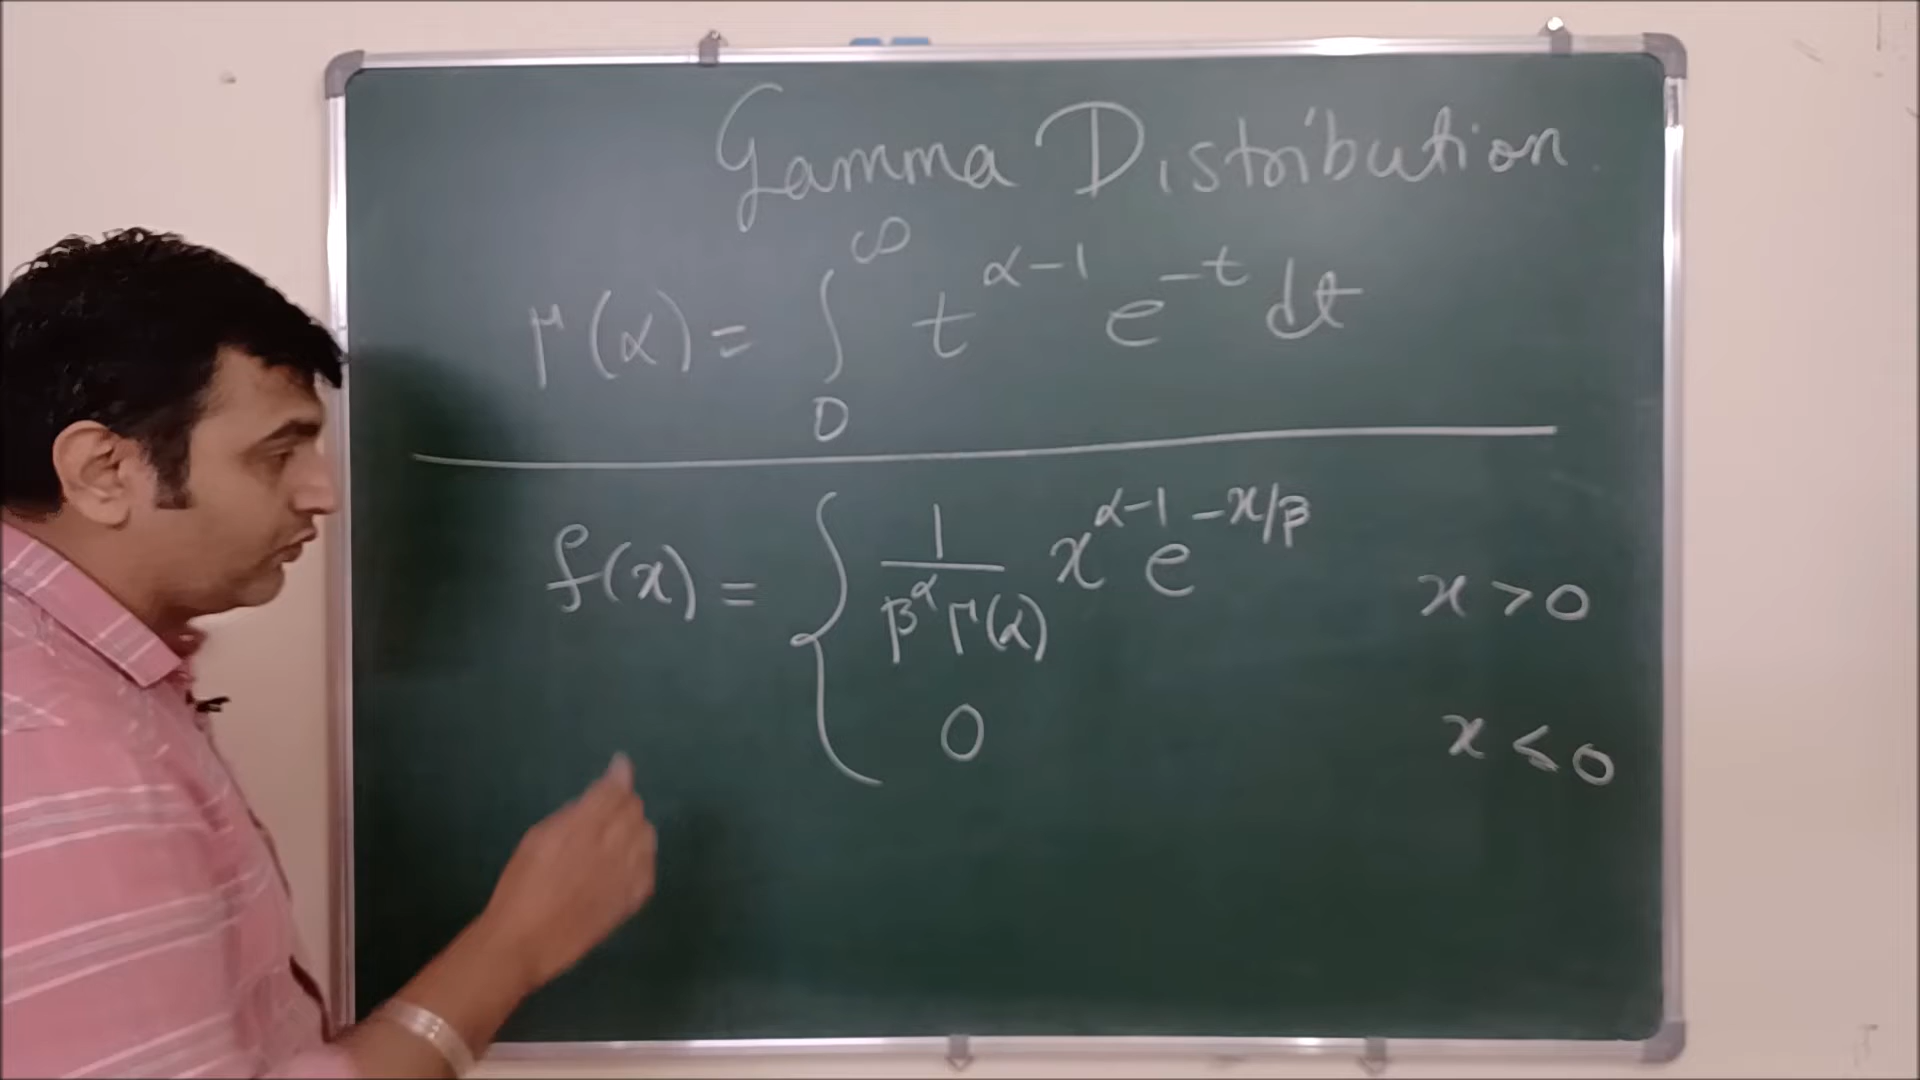 Gamma Distribution
Γ(α) = ∫₀^∞ t^(α-1) e^(-t) dt
f(x) = { 1/(β^α Γ(α)) x^(α-1) e^(-x/β) x > 0
0 x ≤ 0